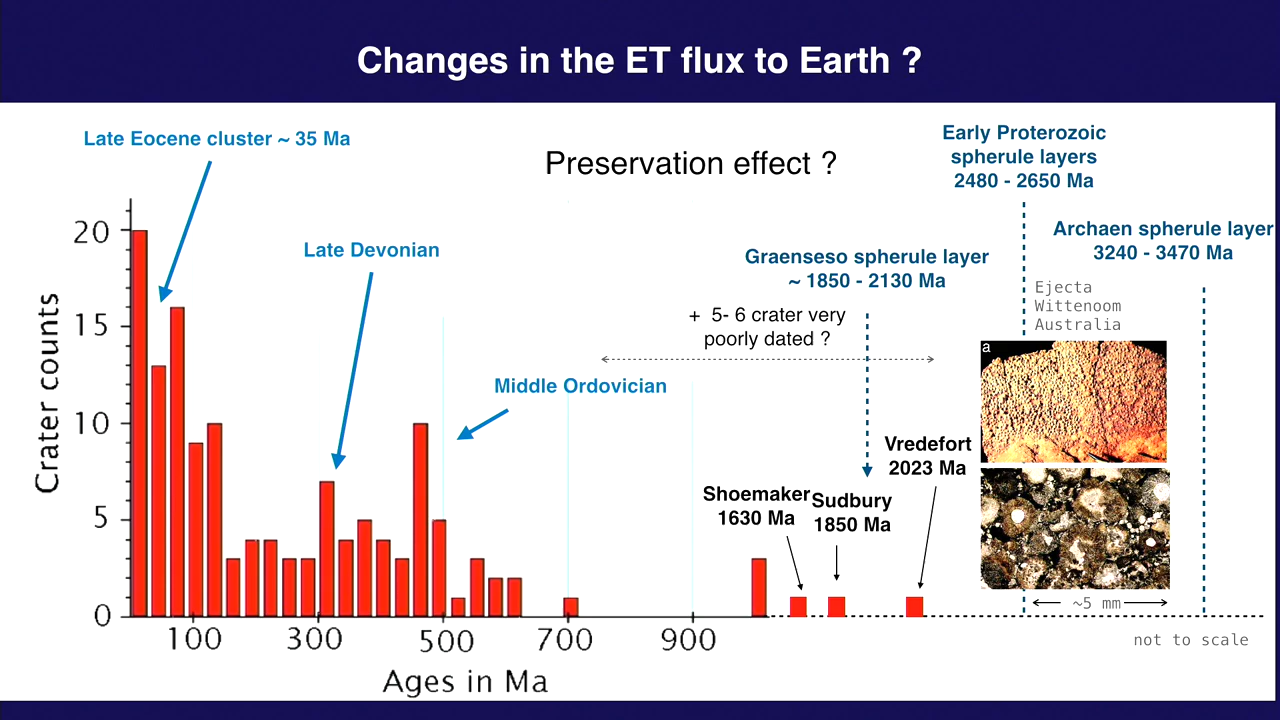 Changes in the ET flux to Earth ?
Late Eocene cluster ~ 35 Ma
Preservation effect ?
Early Proterozoic
spherule layers
2480 - 2650 Ma
Archaen spherule layer
3240 - 3470 Ma
Late Devonian
Graenseso spherule layer
~ 1850 - 2130 Ma
Ejecta
Wittenoom
Australia
+ 5- 6 crater very
poorly dated ?
a
Middle Ordovician
Vredefort
2023 Ma
Shoemaker
1630 Ma
Sudbury
1850 Ma
~5 mm
not to scale
Crater counts
20
15
10
5
0
100
300
500
700
900
Ages in Ma